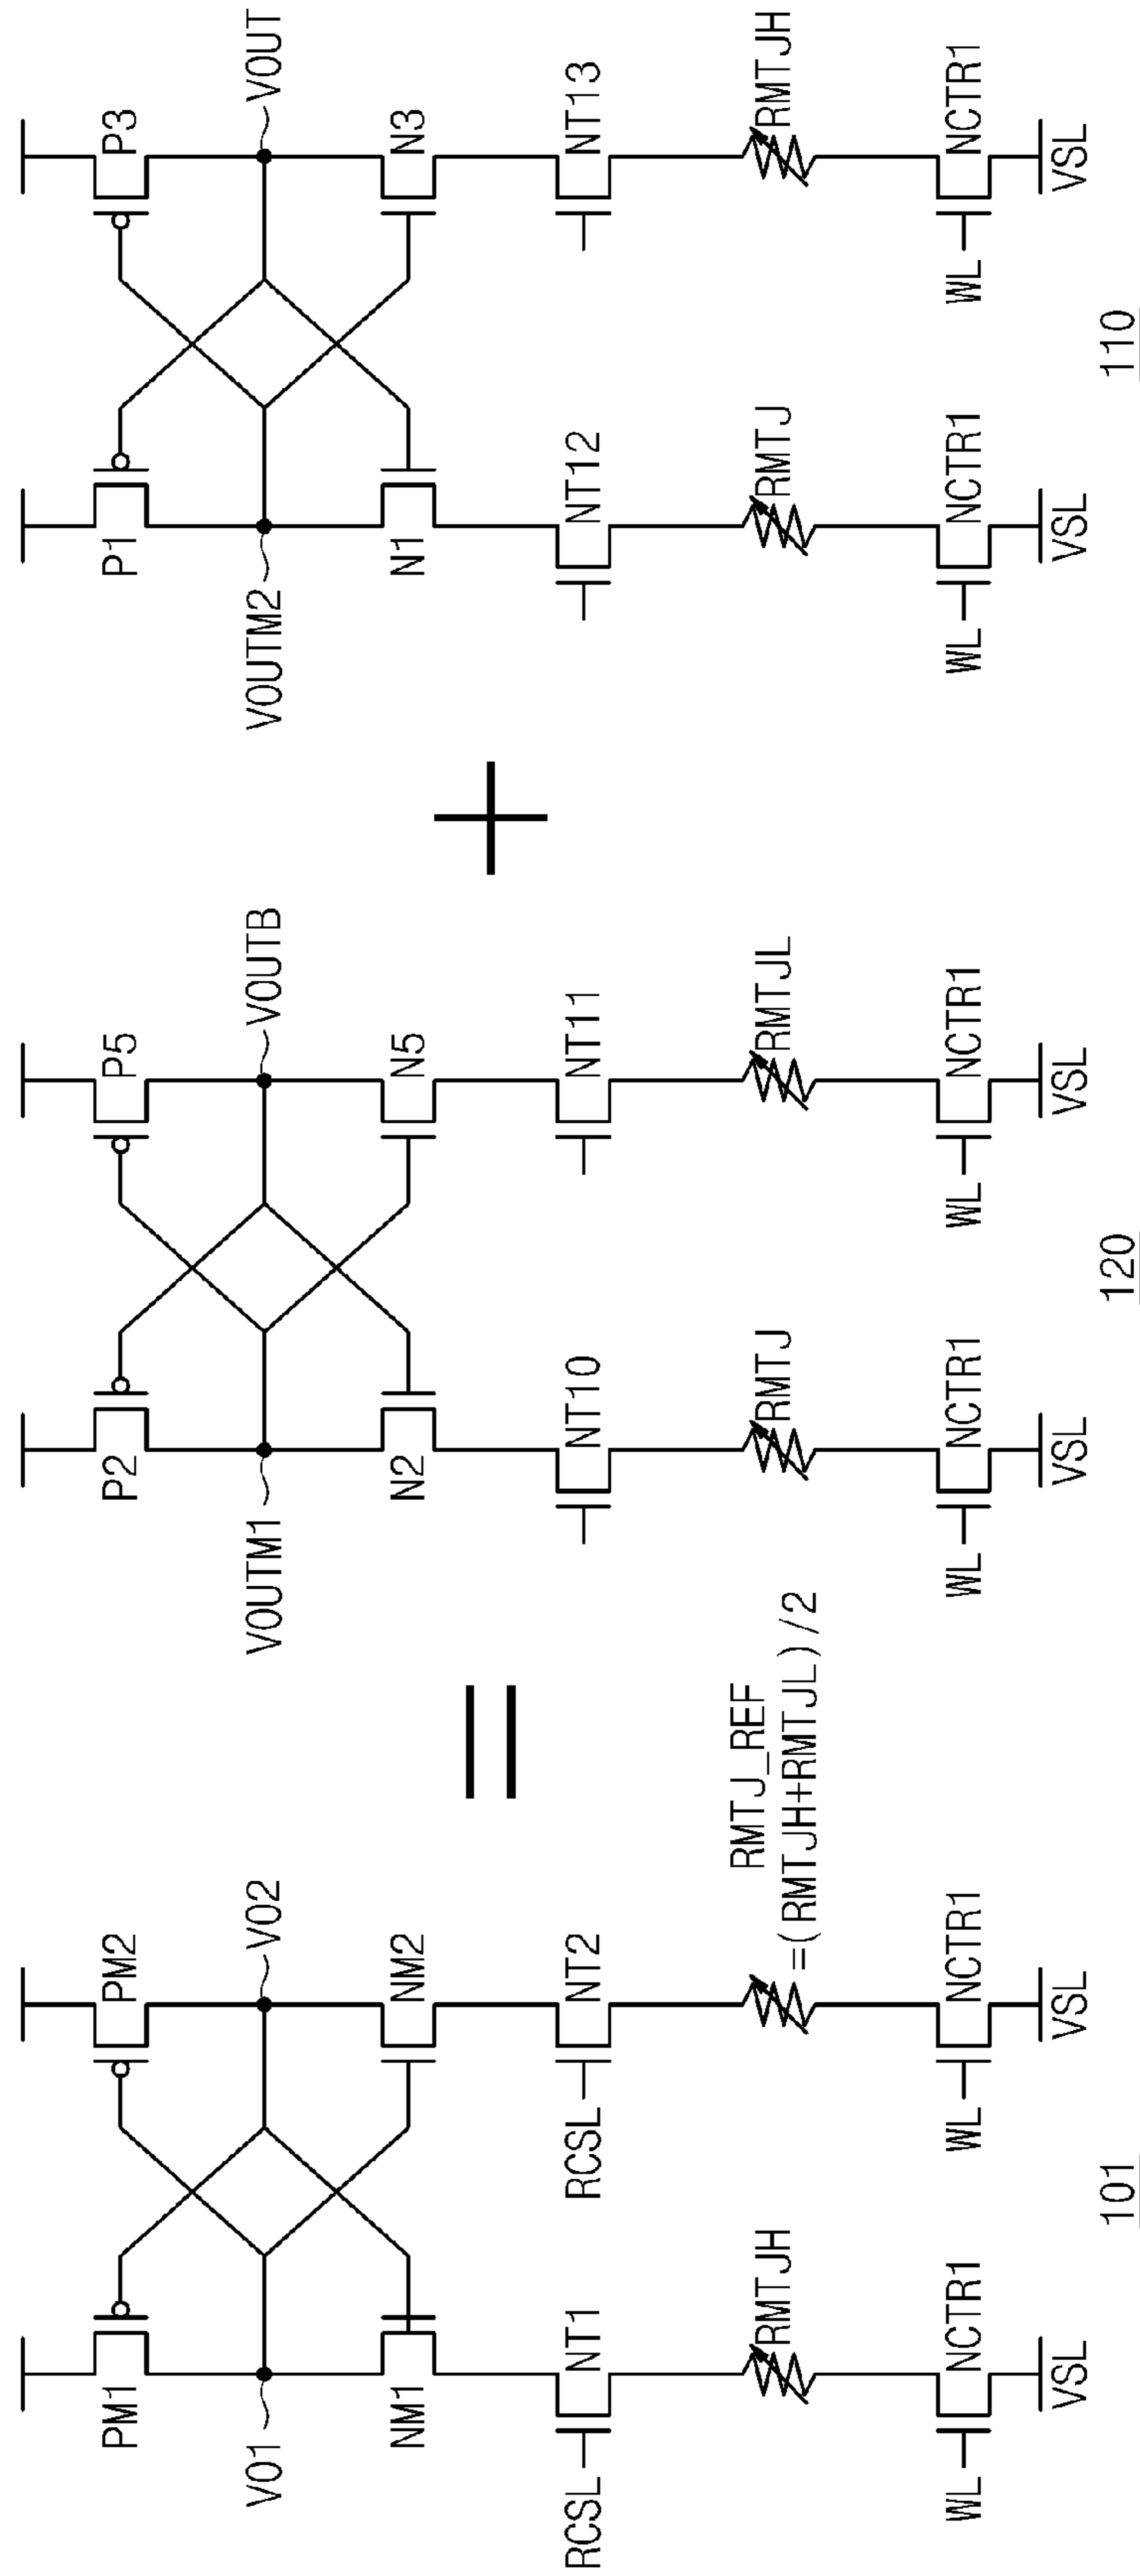 PM1
PM2
VO1
VO2
NM1
NM2
RCSL
NT1
RCSL
NT2
RMTJH
RMTJ_REF
=(RMTJH+RMTJL)/2
WL
NCTR1
WL
NCTR1
VSL
VSL
101
=
P2
P5
VOUTM1
VOUTB
N2
N5
NT10
NT11
RMTJ
RMTJL
WL
NCTR1
WL
NCTR1
VSL
VSL
120
+
P1
P3
VOUTM2
VOUT
N1
N3
NT12
NT13
RMTJ
RMTJH
WL
NCTR1
WL
NCTR1
VSL
VSL
110